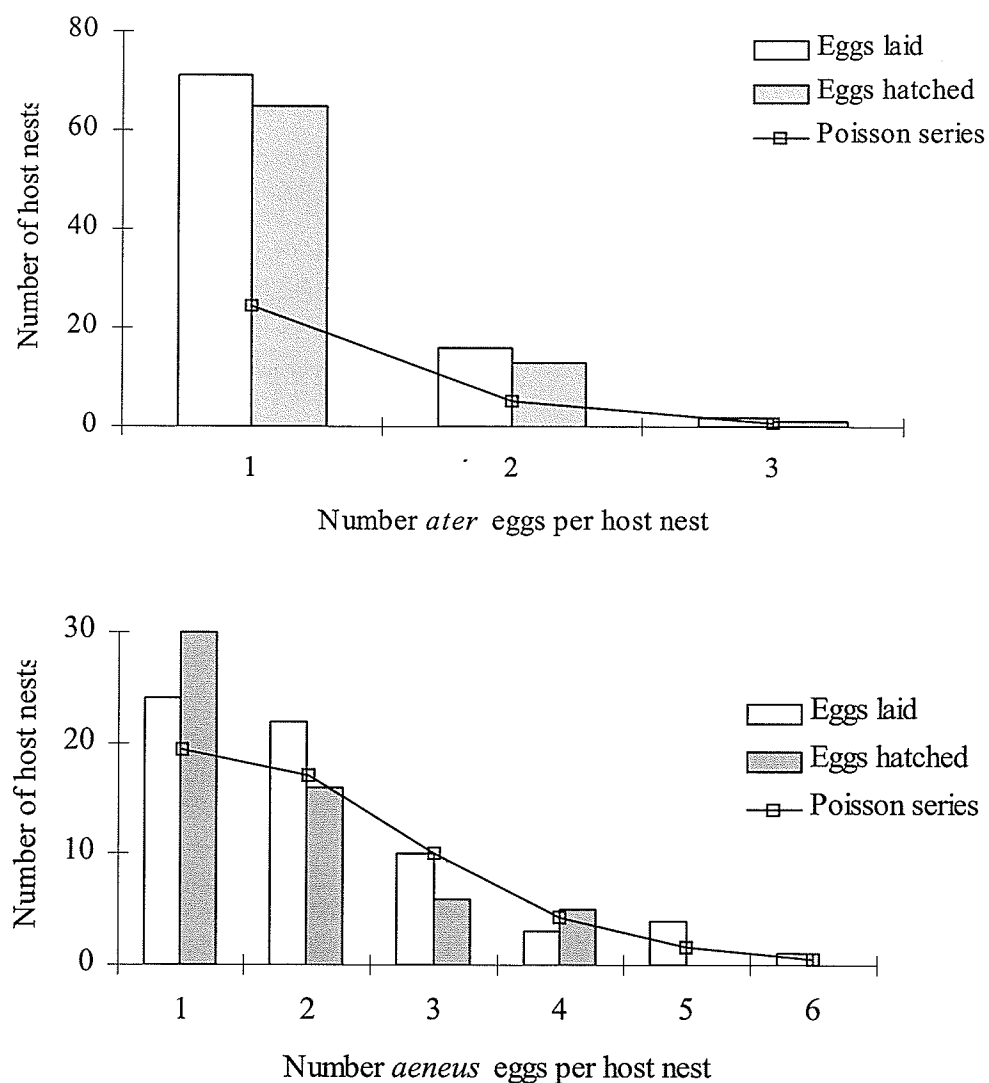 80
60
40
20
0
Number of host nests
Eggs laid
Eggs hatched
Poisson series
1 2 3
Number ater eggs per host nest
30
20
10
0
Number of host nests
Eggs laid
Eggs hatched
Poisson series
1 2 3 4 5 6
Number aeneus eggs per host nest